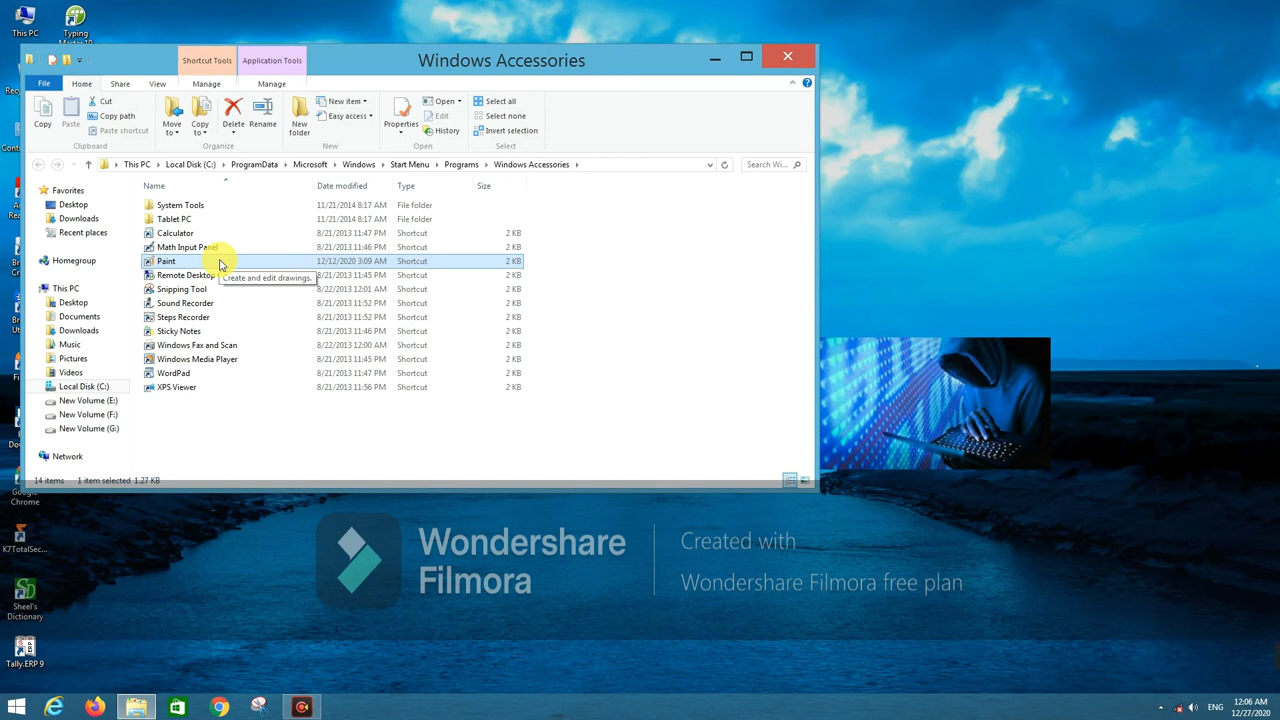 This PC
Typing
Master 10
Shortcut Tools
Application Tools
Windows Accessories
File
Home
Share
View
Manage
Manage
Copy
Paste
Cut
Copy path
Paste shortcut
Clipboard
Move
to
Copy
to
Delete
Rename
Organize
New
folder
New item
Easy access
New
Properties
Open
Edit
History
Open
Select all
Select none
Invert selection
Select
This PC
Local Disk (C:)
ProgramData
Microsoft
Windows
Start Menu
Programs
Windows Accessories
Search Wi...
Name
Date modified
Type
Size
Favorites
Desktop
Downloads
Recent places
Homegroup
This PC
Desktop
Documents
Downloads
Music
Pictures
Videos
Local Disk (C:)
New Volume (E:)
New Volume (F:)
New Volume (G:)
Network
System Tools 11/21/2014 8:17 AM File folder
Tablet PC 11/21/2014 8:17 AM File folder
Calculator 8/21/2013 11:47 PM Shortcut 2 KB
Math Input Panel 8/21/2013 11:46 PM Shortcut 2 KB
Paint 12/12/2020 3:09 AM Shortcut 2 KB
Remote Desktop 8/21/2013 11:45 PM Shortcut 2 KB
Create and edit drawings.
Snipping Tool 8/22/2013 12:01 AM Shortcut 2 KB
Sound Recorder 8/21/2013 11:52 PM Shortcut 2 KB
Steps Recorder 8/21/2013 11:52 PM Shortcut 2 KB
Sticky Notes 8/21/2013 11:46 PM Shortcut 2 KB
Windows Fax and Scan 8/22/2013 12:00 AM Shortcut 2 KB
Windows Media Player 8/21/2013 11:45 PM Shortcut 2 KB
WordPad 8/21/2013 11:47 PM Shortcut 2 KB
XPS Viewer 8/21/2013 11:56 PM Shortcut 2 KB
14 items 1 item selected 1.27 KB
Google
Chrome
K7TotalSec...
Sheel's
Dictionary
Tally.ERP 9
Wondershare
Filmora
Created with
Wondershare Filmora free plan
ENG
12:06 AM
12/27/2020